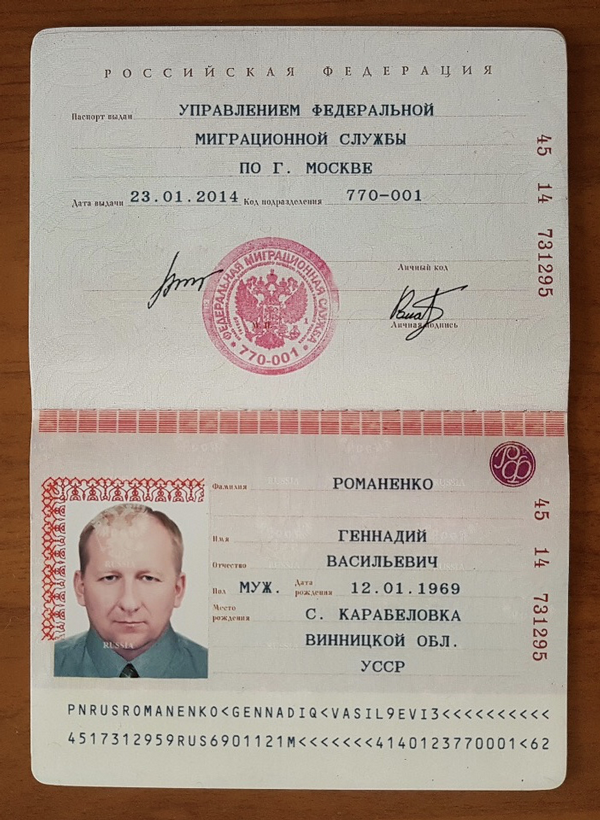 РОССИЙСКАЯ ФЕДЕРАЦИЯ
Паспорт выдан УПРАВЛЕНИЕМ ФЕДЕРАЛЬНОЙ
МИГРАЦИОННОЙ СЛУЖБЫ
ПО Г. МОСКВЕ
Дата выдачи 23.01.2014 Код подразделения 770-001
45 14 731295
Личный код
Личная подпись
ФЕДЕРАЛЬНАЯ МИГРАЦИОННАЯ СЛУЖБА
М.П.
770-001
РФ
Фамилия РОМАНЕНКО
Имя ГЕННАДИЙ
Отчество ВАСИЛЬЕВИЧ
Пол МУЖ. Дата рождения 12.01.1969
Место рождения С. КАРАБЕЛОВКА
ВИННИЦКОЙ ОБЛ.
УССР
45 14 731295
RUSSIA
RUSSIA
RUSSIA
PNRUSROMANENKO<GENNADIQ<VASIL9EVI3<<<<<<<<<<
4517312959RUS6901121M<<<<<<<4140123770001<62